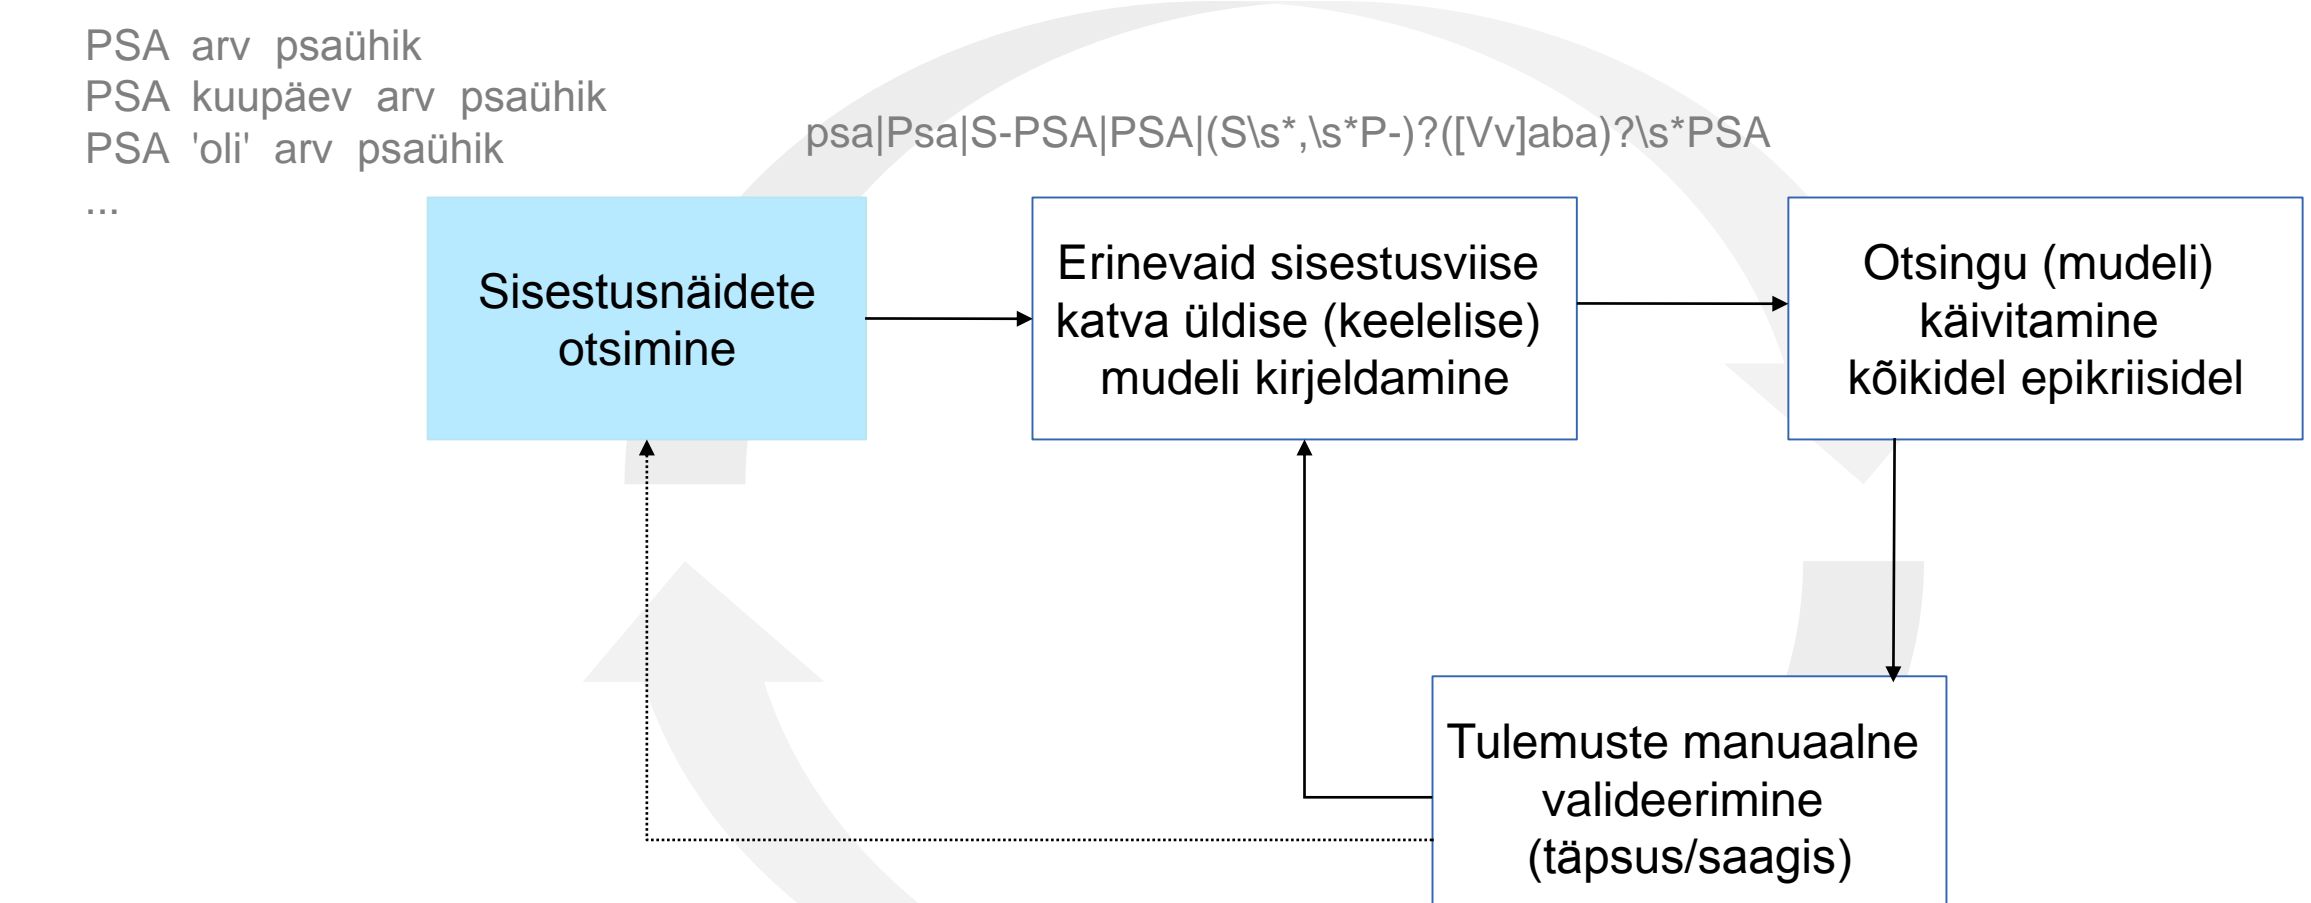 PSA arv psaühik
PSA kuupäev arv psaühik
PSA 'oli' arv psaühik
...
psa|Psa|S-PSA|PSA|(S\s*,\s*P-)?([Vv]aba)?\s*PSA
Sisestusnäidete
otsimine
Erinevaid sisestusviise
katva üldise (keelelise)
mudeli kirjeldamine
Otsingu (mudeli)
käivitamine
kõikidel epikriisidel
Tulemuste manuaalne
valideerimine
(täpsus/saagis)